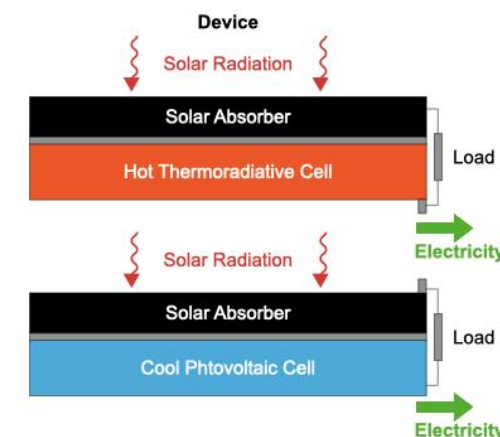 Device
Solar Radiation
Solar Absorber
Hot Thermoradiative Cell
Load
Electricity
Solar Radiation
Solar Absorber
Cool Phtovoltaic Cell
Load
Electricity